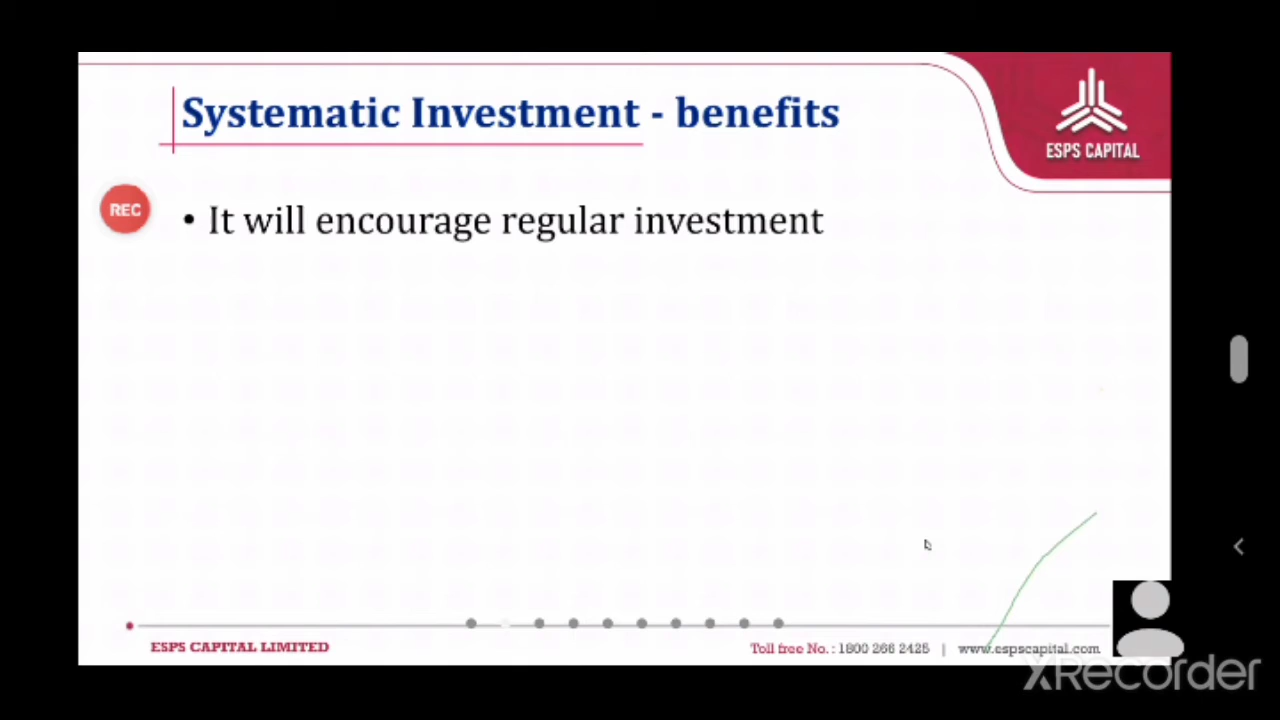 Systematic Investment - benefits
ESPS CAPITAL
REC
• It will encourage regular investment
ESPS CAPITAL LIMITED
Toll free No. : 1800 266 2425 | www.espscapital.com
XRecorder